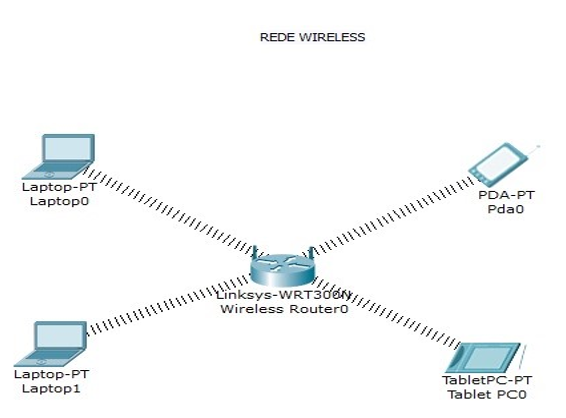 REDE WIRELESS
Laptop-PT
Laptop0
PDA-PT
Pda0
Linksys-WRT300N
Wireless Router0
Laptop-PT
Laptop1
TabletPC-PT
Tablet PC0